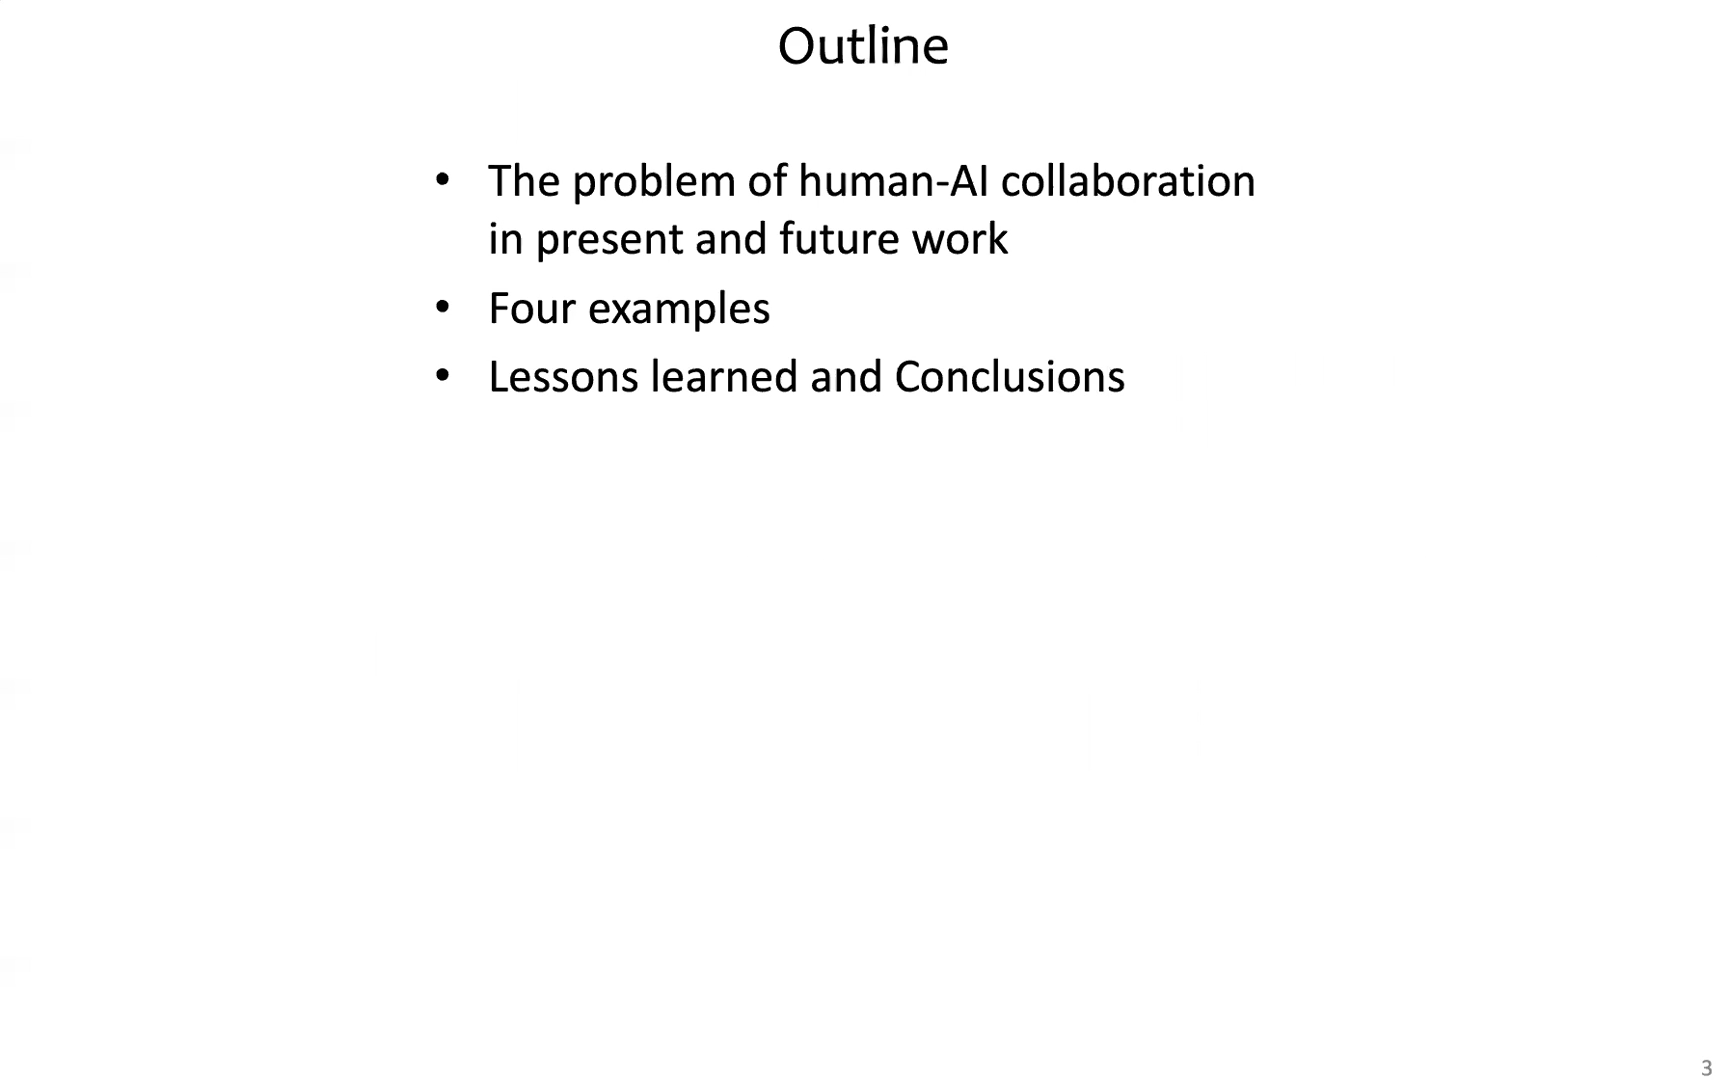 Outline
• The problem of human-AI collaboration
in present and future work
• Four examples
• Lessons learned and Conclusions
3